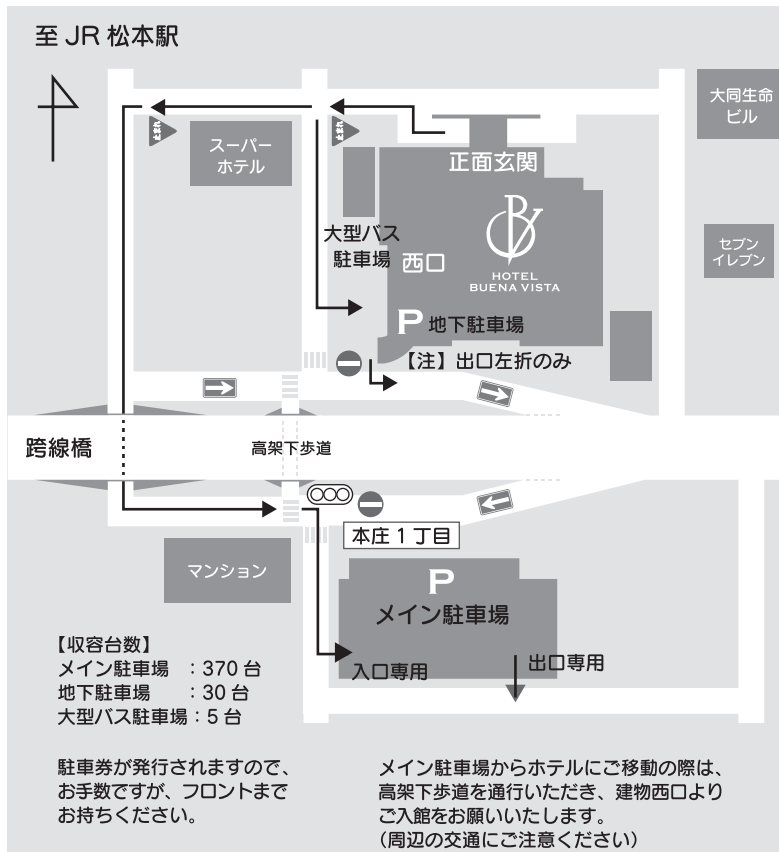 至 JR 松本駅
大同生命
ビル
止まれ
止まれ
スーパー
ホテル
正面玄関
大型バス
駐車場
西口
HOTEL
BUENA VISTA
セブン
イレブン
P 地下駐車場
【注】出口左折のみ
跨線橋
高架下歩道
本庄 1 丁目
マンション
P
メイン駐車場
入口専用
出口専用
【収容台数】
メイン駐車場 ：370 台
地下駐車場 ：30 台
大型バス駐車場：5 台
駐車券が発行されますので、
お手数ですが、フロントまで
お持ちください。
メイン駐車場からホテルにご移動の際は、
高架下歩道を通行いただき、建物西口より
ご入館をお願いいたします。
（周辺の交通にご注意ください）